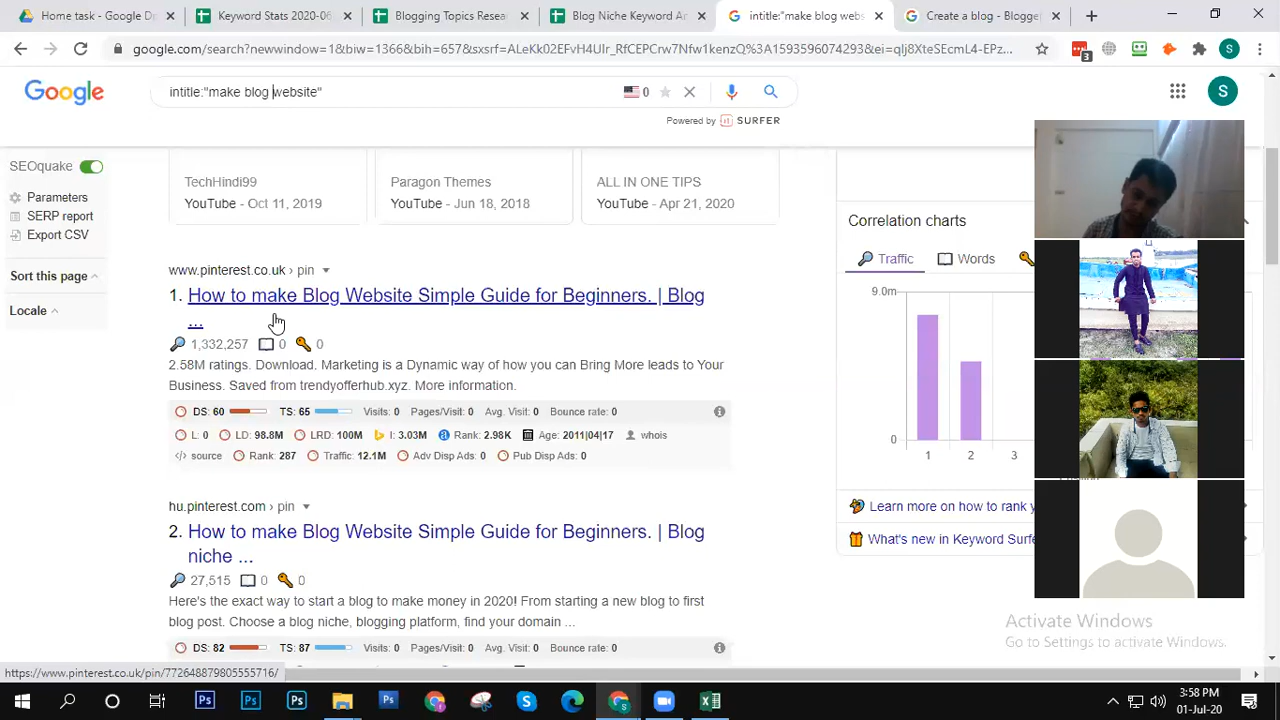 Home task.docx - Google D
Keyword Stats 2020-06
Blogging Topics Resea
Blog Niche Keyword A
intitle:"make blog webs
Create a blog - Blogge
google.com/search?newwindow=1&biw=1366&bih=657&sxsrf=ALeKk02EFvH4UIr_RfCEPCrw7Nfw1kenzQ%3A1593596074293&ei=qlj8XteSEcmL4-EPz...
3
S
Google
intitle:"make blog website"
0
S
Powered by SURFER
SEOquake
Parameters
SERP report
Export CSV
Sort this page
Locale
TechHindi99
YouTube - Oct 11, 2019
Paragon Themes
YouTube - Jun 18, 2018
ALL IN ONE TIPS
YouTube - Apr 21, 2020
www.pinterest.co.uk › pin
1. How to make Blog Website Simple Guide for Beginners. | Blog
...
1,332,257 0 0
2.58M ratings. Download. Marketing is a Dynamic way of how you can Bring More leads to Your
Business. Saved from trendyofferhub.xyz. More information.
DS: 60 TS: 65 Visits: 0 Pages/Visit: 0 Avg. Visit: 0 Bounce rate: 0
L: 0 LD: 98.8M LRD: 100M I: 3.03M Rank: 2.98K Age: 2011|04|17 whois
source Rank: 287 Traffic: 12.1M Adv Disp Ads: 0 Pub Disp Ads: 0
hu.pinterest.com › pin
2. How to make Blog Website Simple Guide for Beginners. | Blog
niche ...
27,515 0 0
Here's the exact way to start a blog to make money in 2020! From starting a new blog to first
blog post. Choose a blog niche, blogging platform, find your domain ...
DS: 82 TS: 87 Visits: 0 Pages/Visit: 0 Avg. Visit: 0 Bounce rate: 0
Correlation charts
Traffic
Words
9.0m
0
1 2 3
Learn more on how to rank y
What's new in Keyword Surfe
Activate Windows
Go to Settings to activate Windows.
https://www.pinterest.co.uk/pin/772648879805555716/
3:58 PM
01-Jul-20